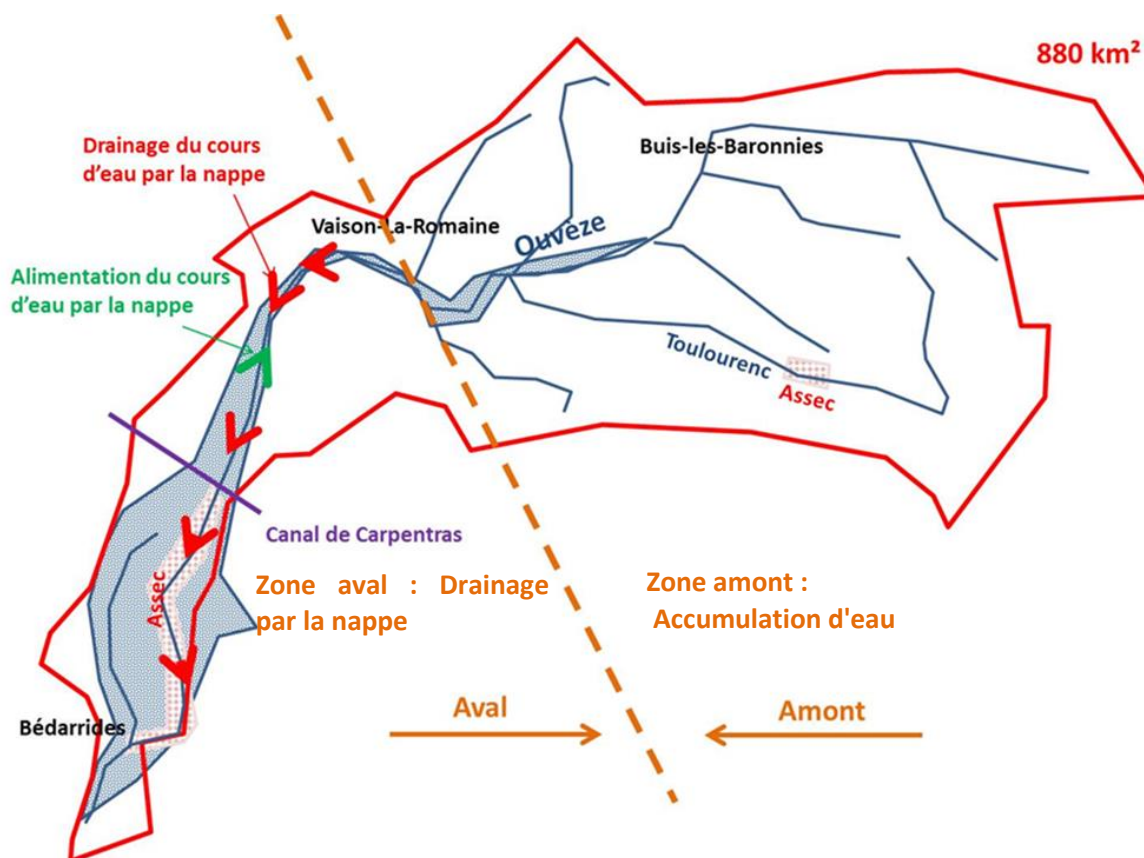 880 km²
Drainage du cours
d'eau par la nappe
Buis-les-Baronnies
Vaison-La-Romaine
Ouvèze
Alimentation du cours
d'eau par la nappe
Toulourenc
Assec
Canal de Carpentras
Zone aval : Drainage
par la nappe
Zone amont :
Accumulation d'eau
Assec
Bédarrides
Aval
Amont